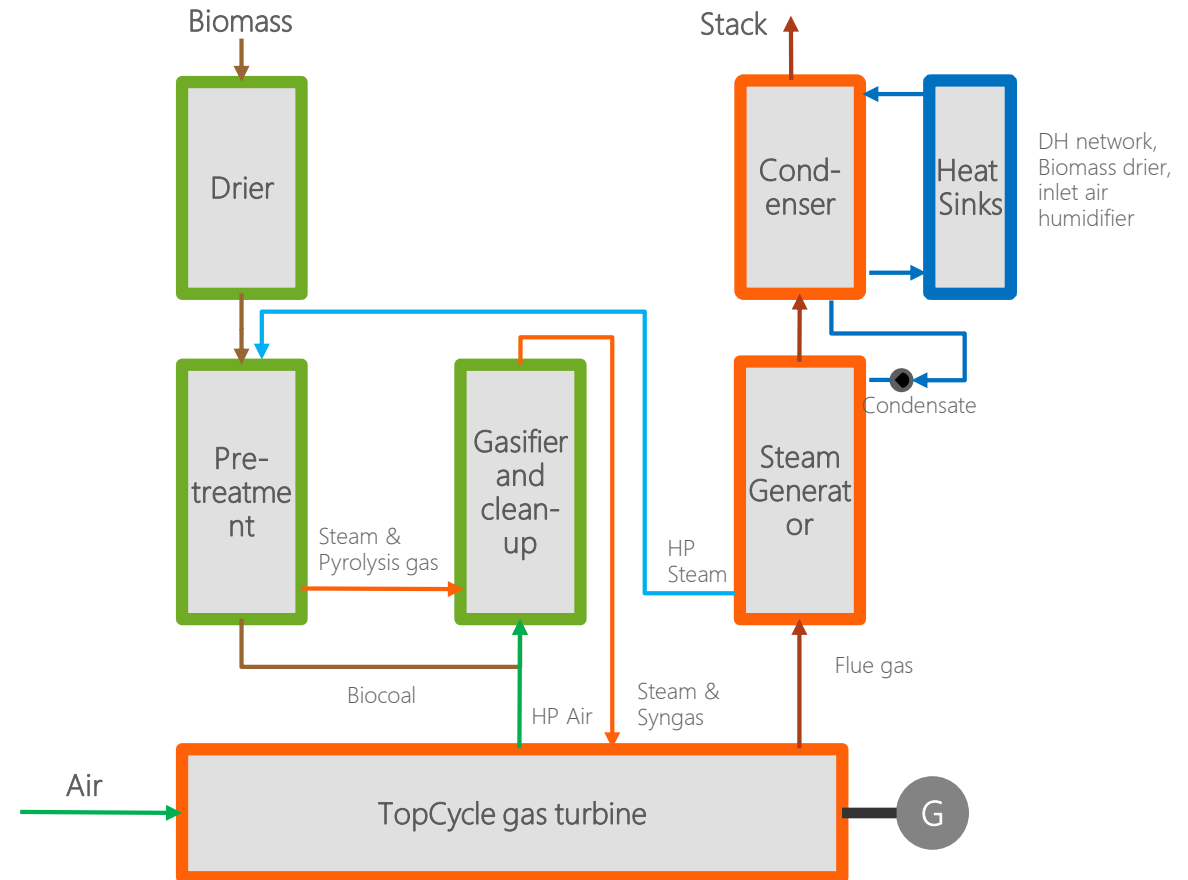 Biomass
Stack
Drier
Cond-
enser
Heat
Sinks
DH network,
Biomass drier,
inlet air
humidifier
Pre-
treatme
nt
Gasifier
and
clean-
up
Steam
Generat
or
Condensate
Steam &
Pyrolysis gas
HP
Steam
Biocoal
HP Air
Steam &
Syngas
Flue gas
Air
TopCycle gas turbine
G